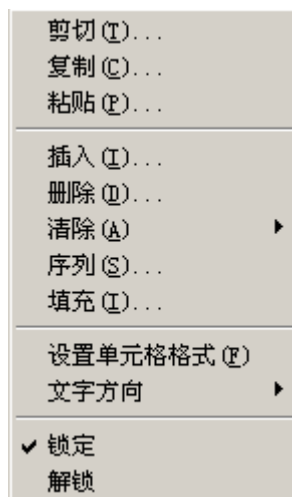 剪切(T)...
复制(C)...
粘贴(P)...
插入(I)...
删除(D)...
清除(A)
序列(S)...
填充(I)...
设置单元格格式(F)
文字方向
锁定
解锁